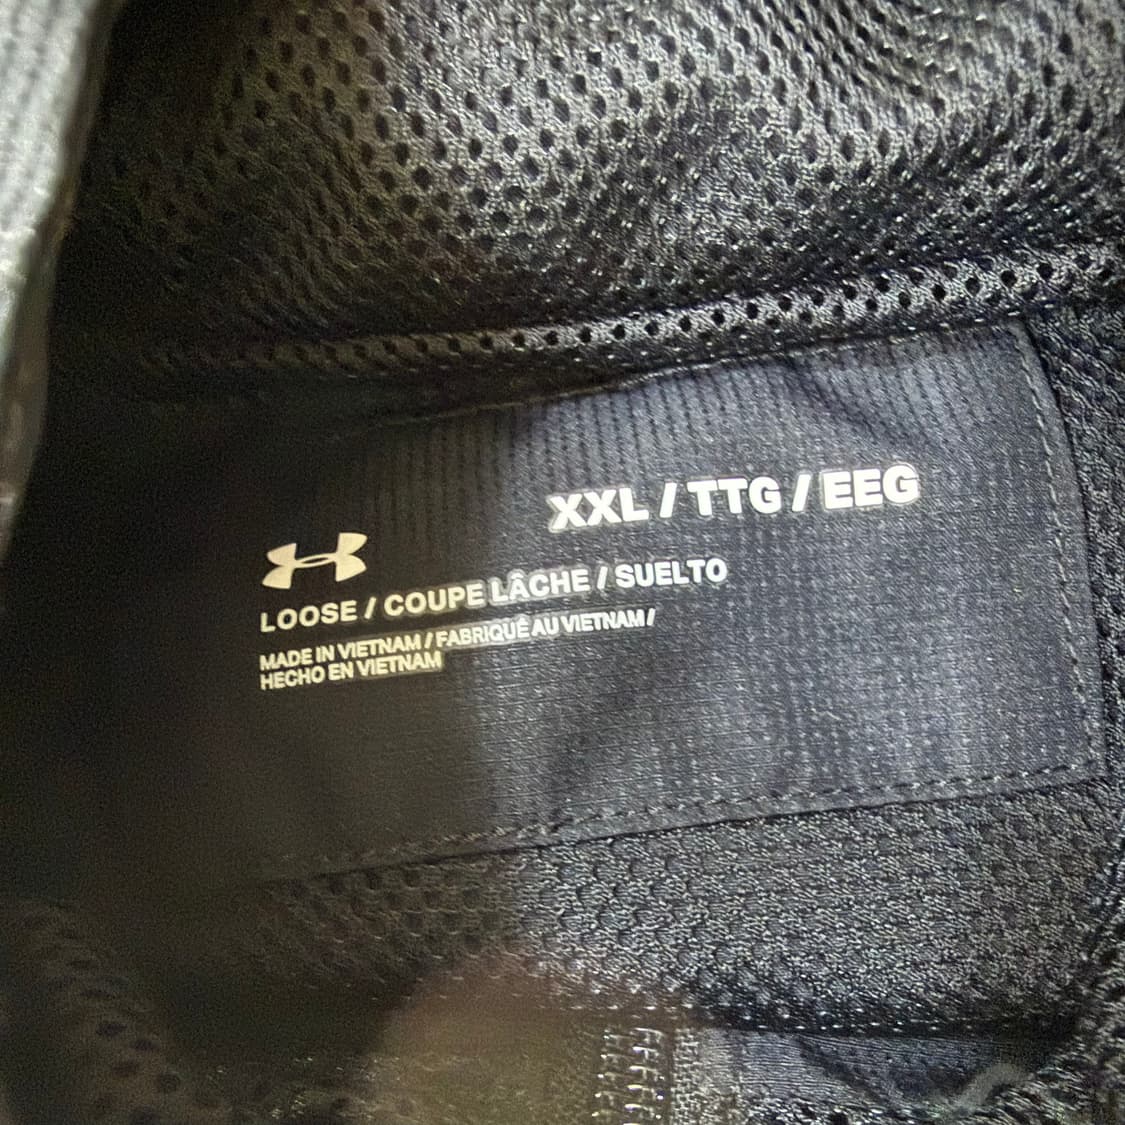 XXL / TTG / EEG
LOOSE / COUPE LÂCHE / SUELTO
MADE IN VIETNAM / FABRIQUÉ AU VIETNAM /
HECHO EN VIETNAM